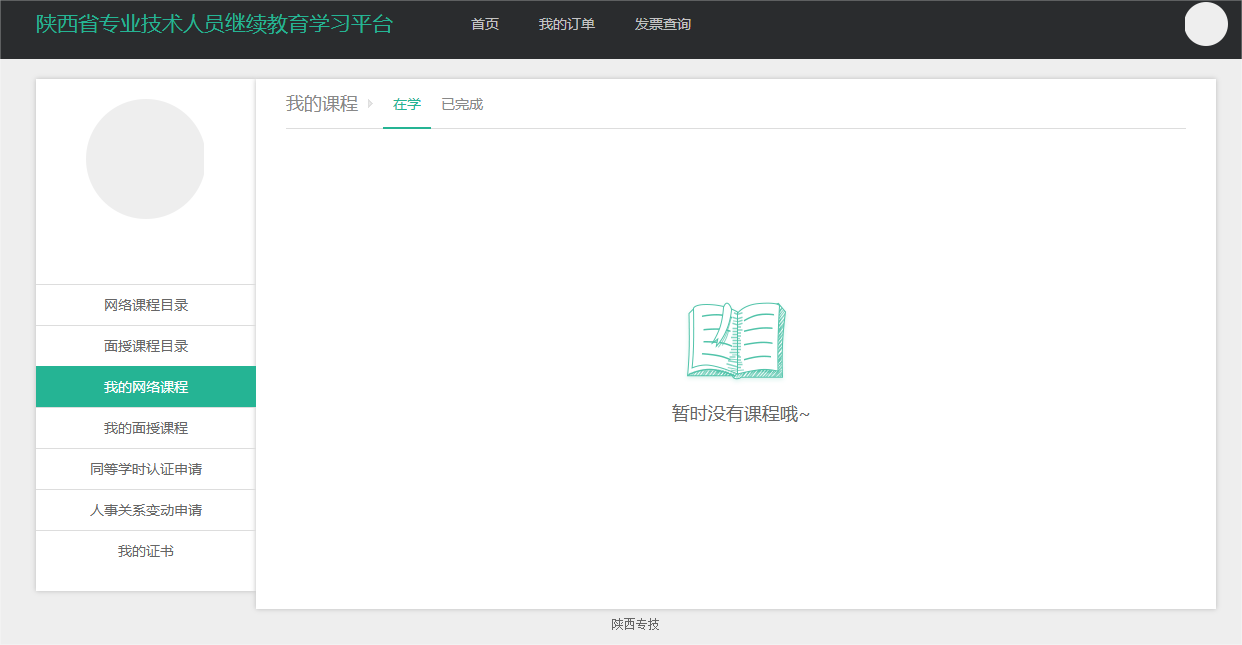 陕西省专业技术人员继续教育学习平台 首页 我的订单 发票查询
我的课程 在学 已完成
网络课程目录
面授课程目录
我的网络课程
我的面授课程
同等学时认证申请
人事关系变动申请
我的证书
暂时没有课程哦~
陕西专技